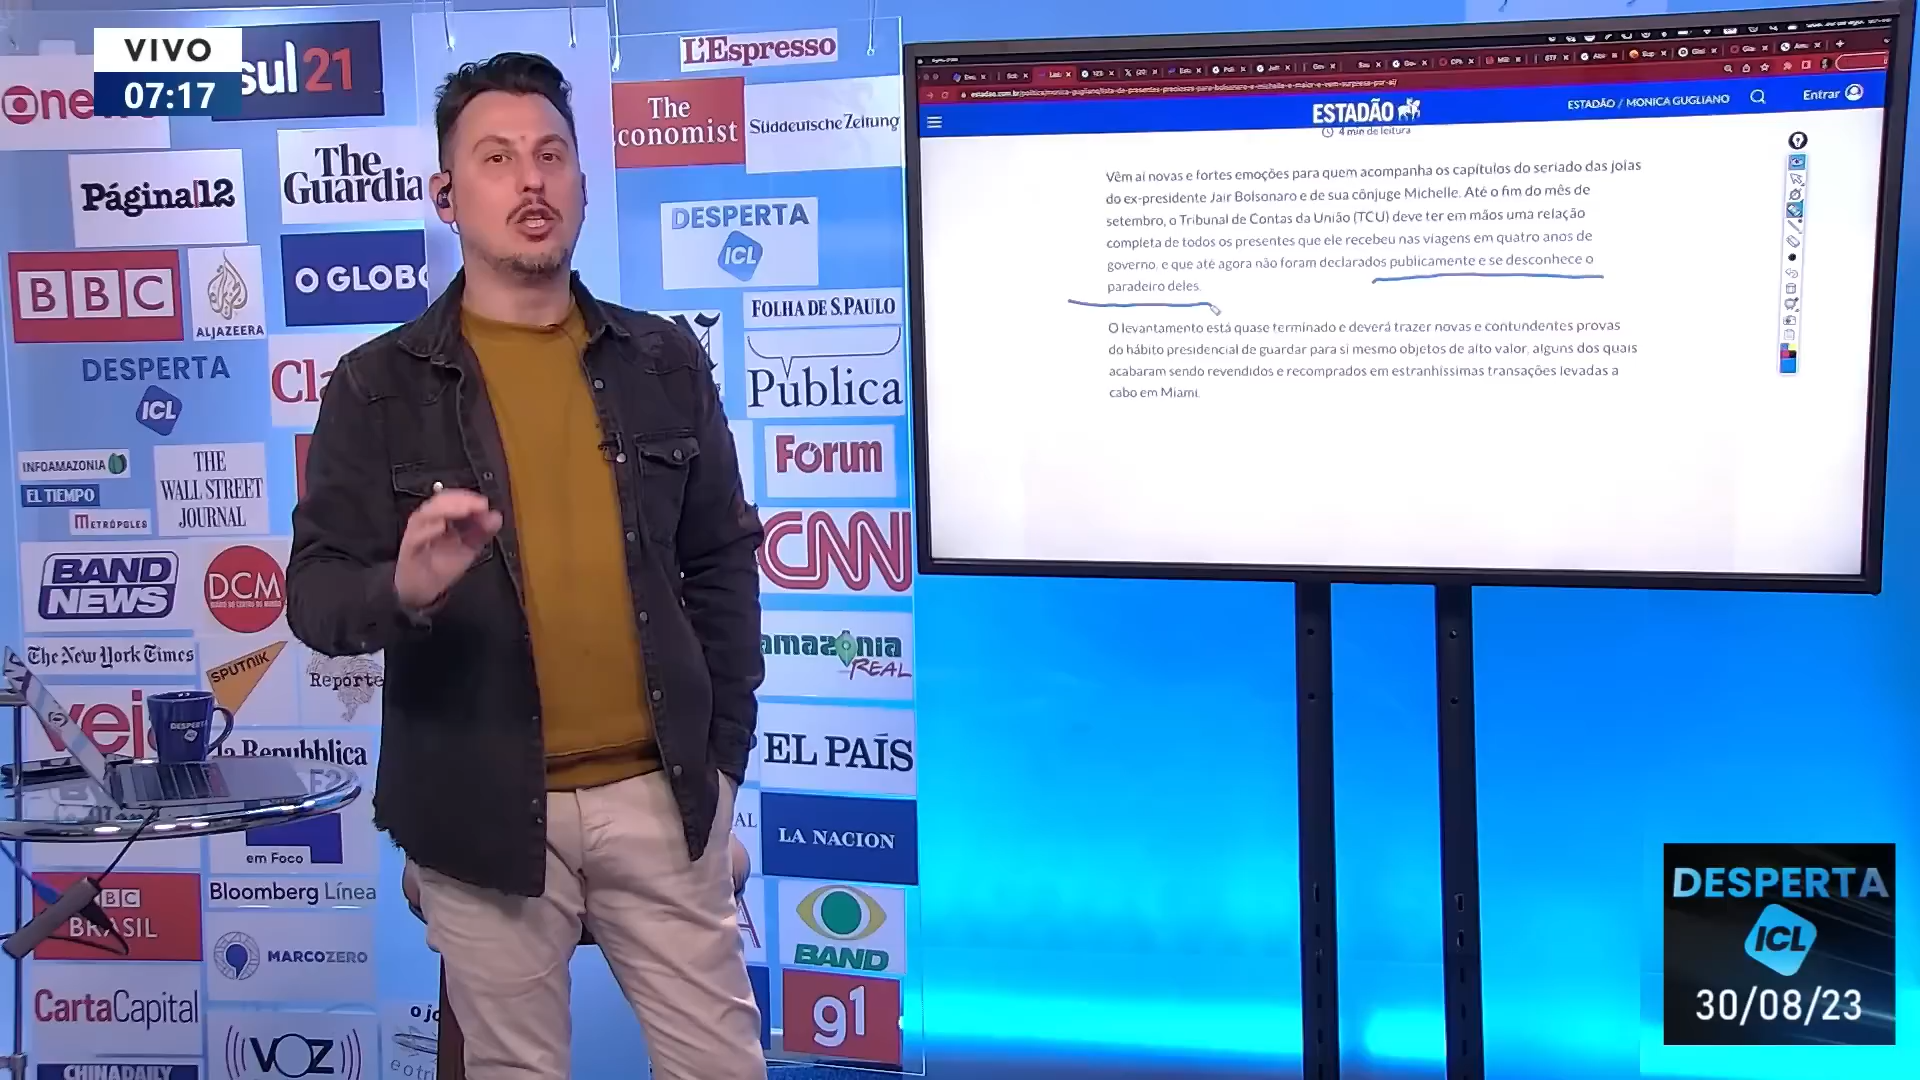 VIVO
07:17
sul21
L'Espresso
The
Economist
Süddeutsche Zeitung
Página|12
The
Guardian
DESPERTA
ICL
BBC
ALJAZEERA
O GLOBO
FOLHA DE S.PAULO
DESPERTA
ICL
Pública
INFOAMAZONIA
EL TIEMPO
METRÓPOLES
THE
WALL STREET
JOURNAL
Forum
CNN
BAND
NEWS
DCM
amazônia
REAL
The New York Times
SPUTNIK
Reporte
veja
DESPERTA
ICL
la Repubblica
EL PAÍS
em Foco
LA NACION
BBC
BRASIL
Bloomberg Línea
BAND
MARCOZERO
CartaCapital
g1
VOZ
CHINADAILY
ESTADÃO
ESTADÃO / MONICA GUGLIANO
Entrar
4 min de leitura
Vêm aí novas e fortes emoções para quem acompanha os capítulos do seriado das joias
do ex-presidente Jair Bolsonaro e de sua cônjuge Michelle. Até o fim do mês de
setembro, o Tribunal de Contas da União (TCU) deve ter em mãos uma relação
completa de todos os presentes que ele recebeu nas viagens em quatro anos de
governo, e que até agora não foram declarados publicamente e se desconhece o
paradeiro deles.
O levantamento está quase terminado e deverá trazer novas e contundentes provas
do hábito presidencial de guardar para si mesmo objetos de alto valor, alguns dos quais
acabaram sendo revendidos e recomprados em estranhíssimas transações levadas a
cabo em Miami.
DESPERTA
ICL
30/08/23